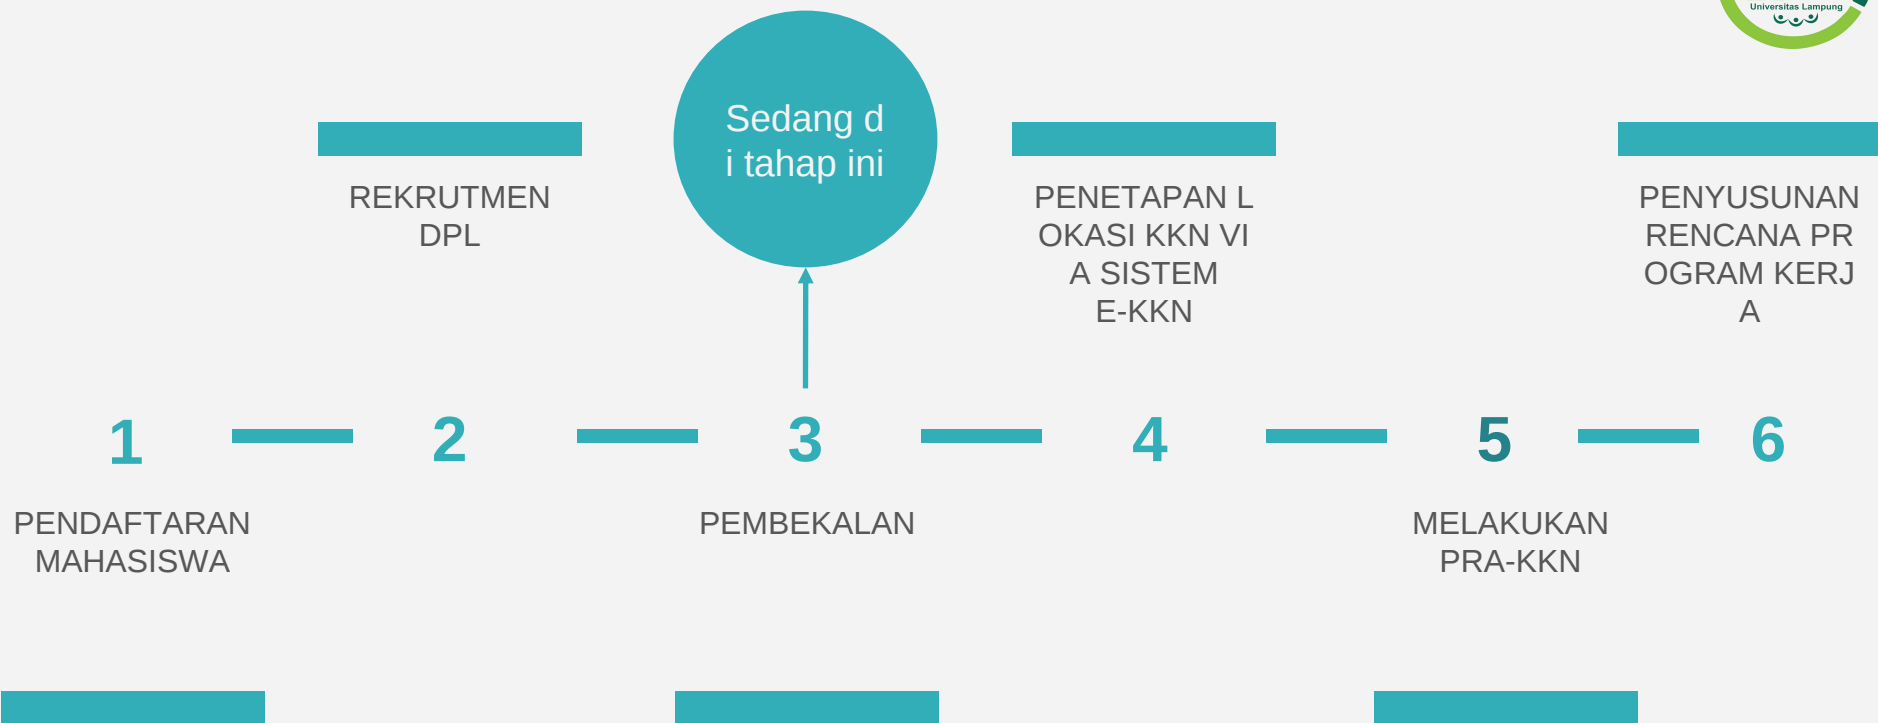 Universitas Lampung
Sedang d
i tahap ini
REKRUTMEN
DPL
PENETAPAN L
OKASI KKN VI
A SISTEM
E-KKN
PENYUSUNAN
RENCANA PR
OGRAM KERJ
A
1
2
3
4
5
6
PENDAFTARAN
MAHASISWA
PEMBEKALAN
MELAKUKAN
PRA-KKN